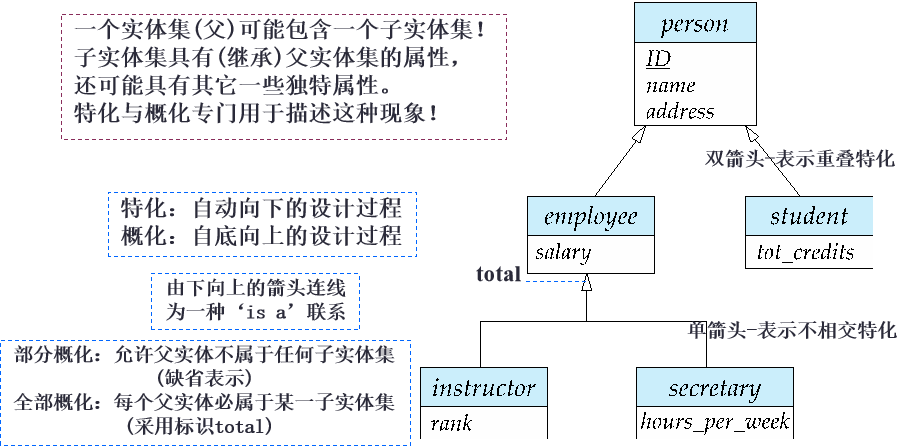 一个实体集(父)可能包含一个子实体集！
子实体集具有(继承)父实体集的属性，
还可能具有其它一些独特属性。
特化与概化专门用于描述这种现象！
person
ID
name
address
双箭头-表示重叠特化
特化：自动向下的设计过程
概化：自底向上的设计过程
employee
salary
student
tot_credits
total
由下向上的箭头连线
为一种‘is a’联系
单箭头-表示不相交特化
部分概化：允许父实体不属于任何子实体集
(缺省表示)
全部概化：每个父实体必属于某一子实体集
(采用标识total)
instructor
rank
secretary
hours_per_week